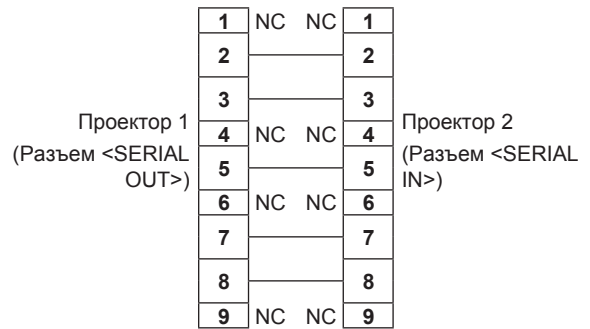 1 NC NC 1
2 2
3 3
Проектор 1
4 NC NC 4
Проектор 2
(Разъем <SERIAL
OUT>)
5 5
(Разъем <SERIAL
IN>)
6 NC NC 6
7 7
8 8
9 NC NC 9